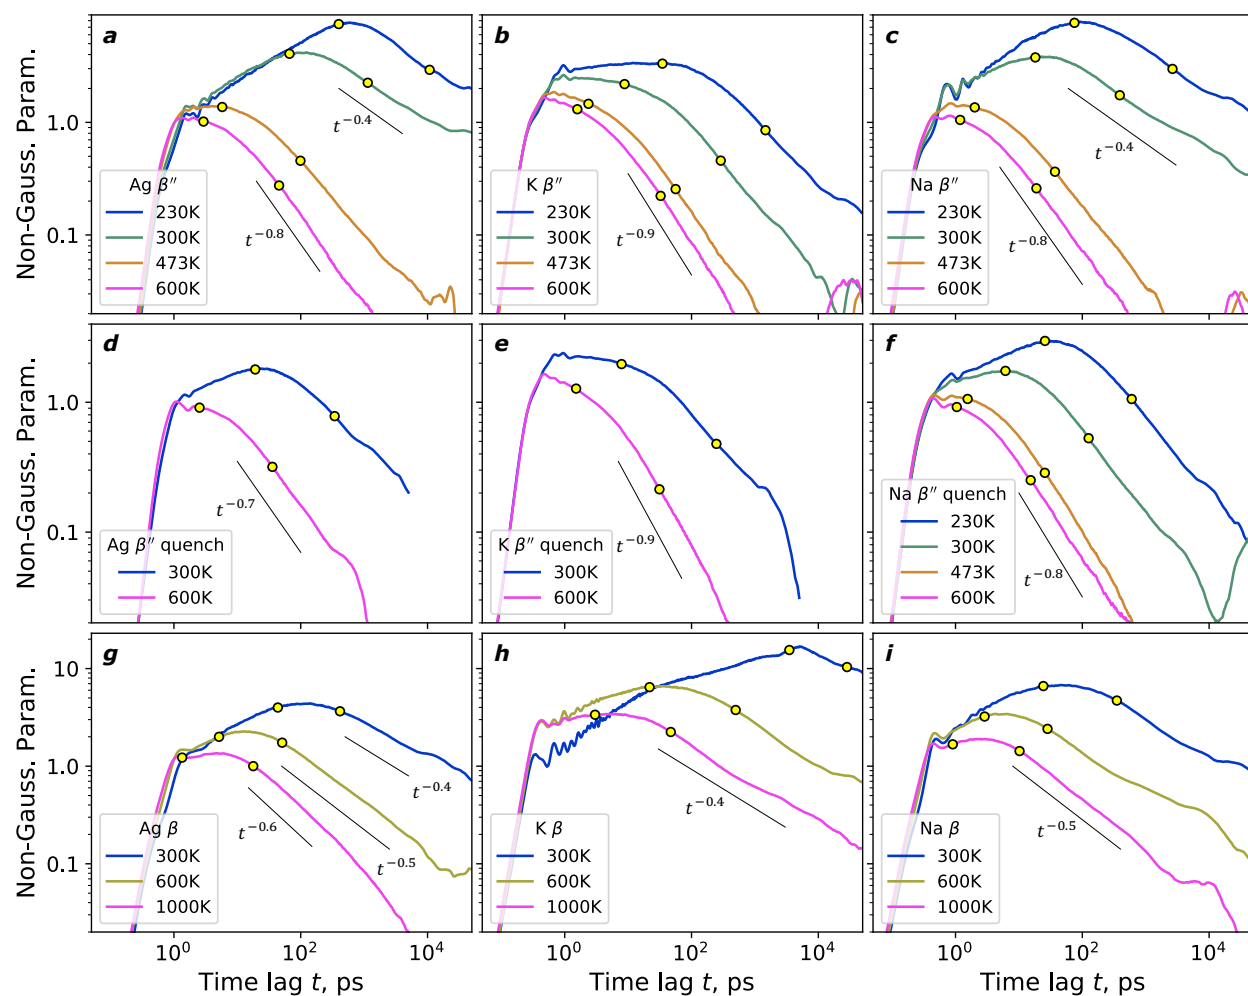 a
b
c
Non-Gauss. Param.
1.0
0.1
t^{-0.4}
t^{-0.8}
Ag β″
230K
300K
473K
600K
t^{-0.9}
K β″
230K
300K
473K
600K
t^{-0.4}
t^{-0.8}
Na β″
230K
300K
473K
600K
d
e
f
Non-Gauss. Param.
1.0
0.1
t^{-0.7}
Ag β″ quench
300K
600K
t^{-0.9}
K β″ quench
300K
600K
t^{-0.8}
Na β″ quench
230K
300K
473K
600K
g
h
i
Non-Gauss. Param.
10
1.0
0.1
t^{-0.4}
t^{-0.6}
t^{-0.5}
Ag β
300K
600K
1000K
t^{-0.4}
K β
300K
600K
1000K
t^{-0.5}
Na β
300K
600K
1000K
10^0 10^2 10^4
10^0 10^2 10^4
10^0 10^2 10^4
Time lag t, ps
Time lag t, ps
Time lag t, ps